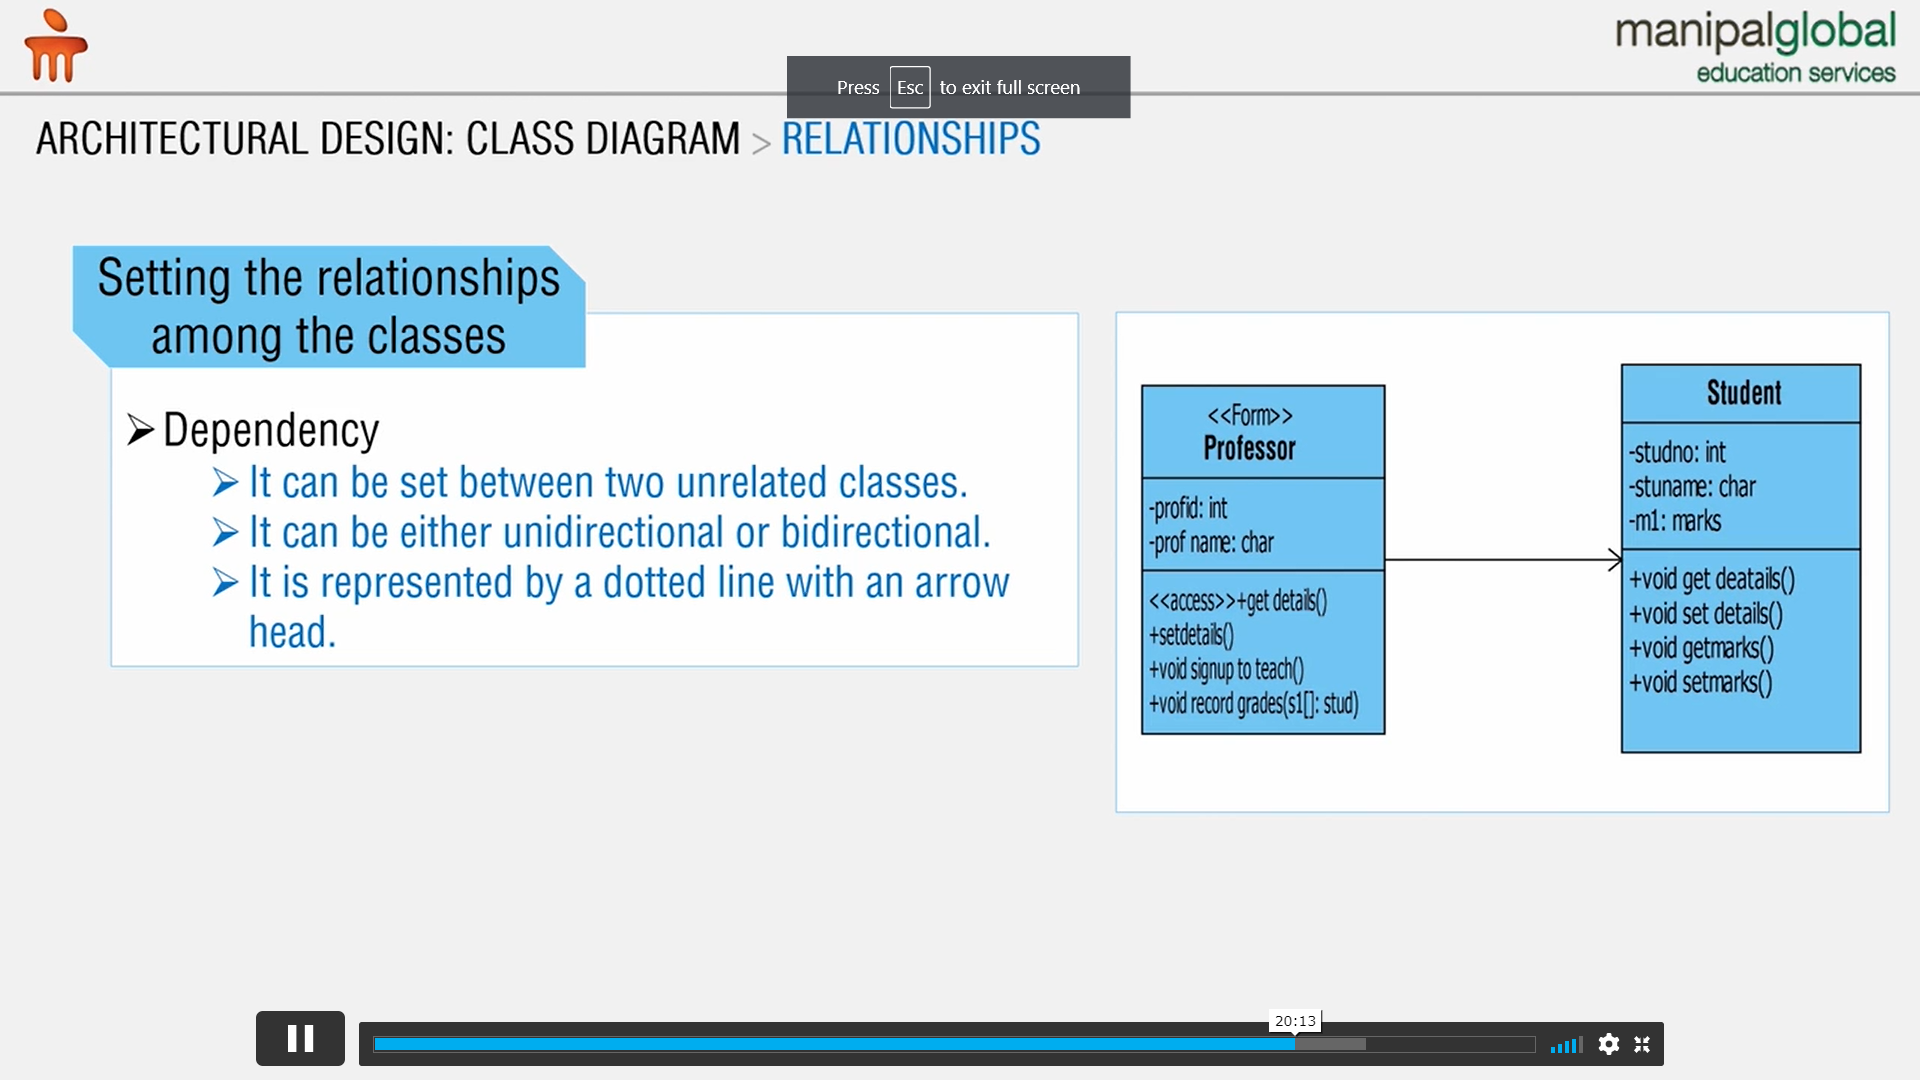 manipalglobal
education services
Press Esc to exit full screen
ARCHITECTURAL DESIGN: CLASS DIAGRAM > RELATIONSHIPS
Setting the relationships
among the classes
Dependency
It can be set between two unrelated classes.
It can be either unidirectional or bidirectional.
It is represented by a dotted line with an arrow
head.
<<Form>>
Professor
-profid: int
-prof name: char
<<access>>+get details()
+setdetails()
+void signup to teach()
+void record grades(s1[]: stud)
Student
-studno: int
-stuname: char
-m1: marks
+void get deatails()
+void set details()
+void getmarks()
+void setmarks()
20:13